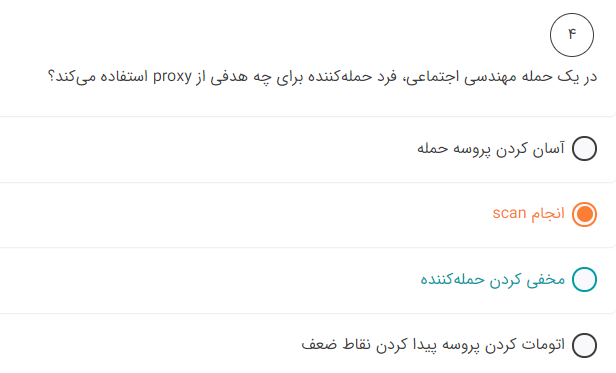 ۴
در یک حمله مهندسی اجتماعی، فرد حمله‌کننده برای چه هدفی از proxy استفاده می‌کند؟
آسان کردن پروسه حمله
انجام scan
مخفی کردن حمله‌کننده
اتومات کردن پروسه پیدا کردن نقاط ضعف